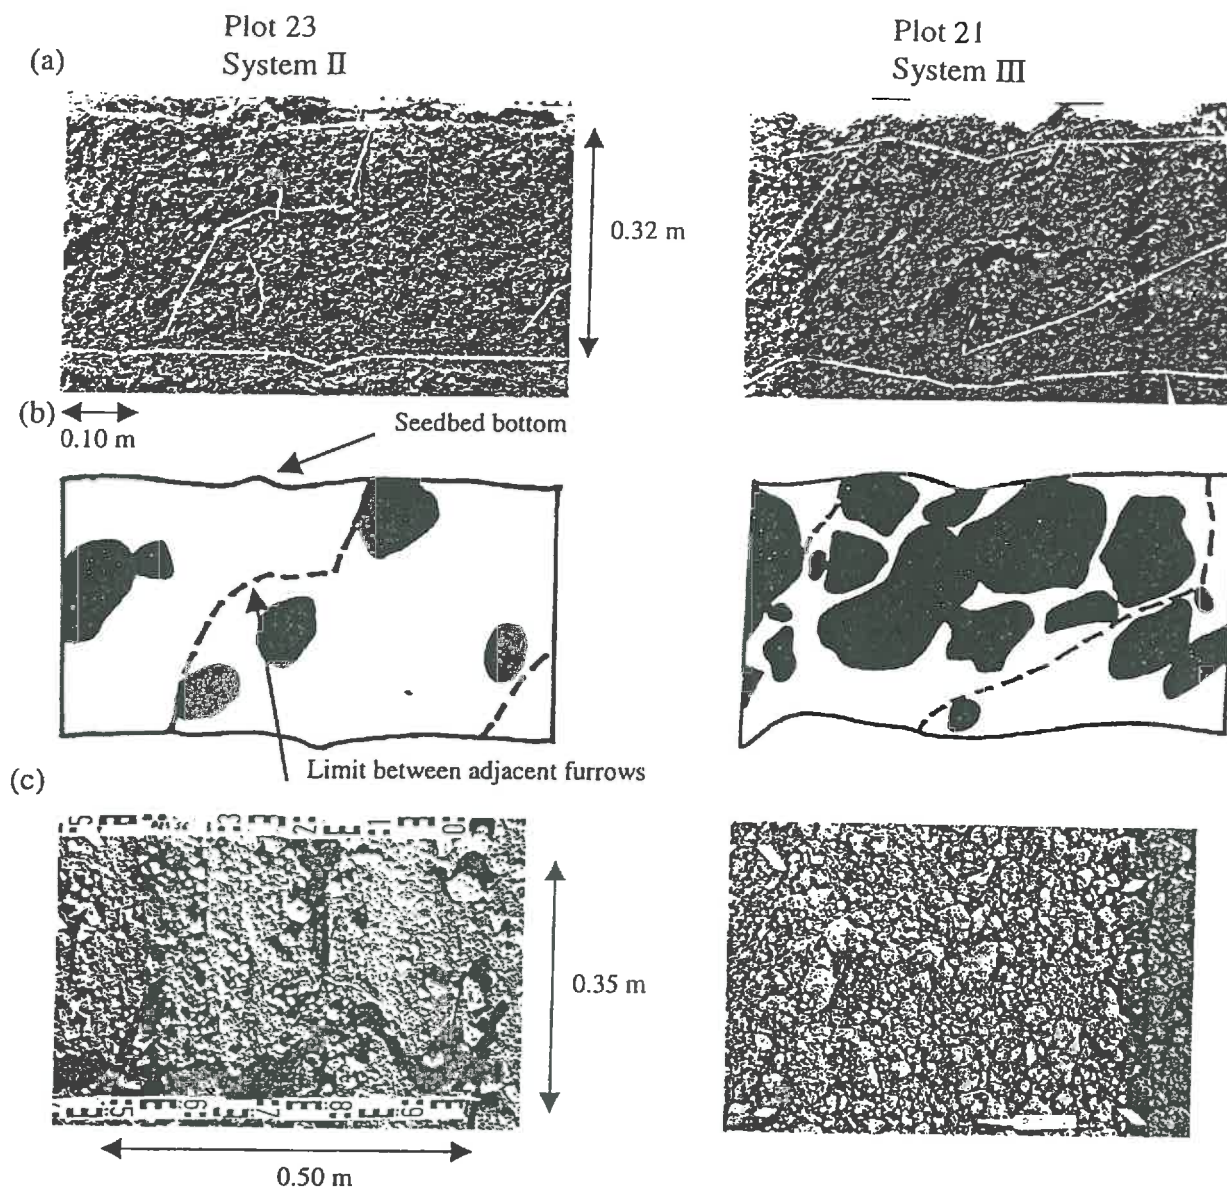 Plot 23
System II
Plot 21
System III
(a)
0.32 m
(b)
0.10 m
Seedbed bottom
Limit between adjacent furrows
(c)
0.35 m
0.50 m